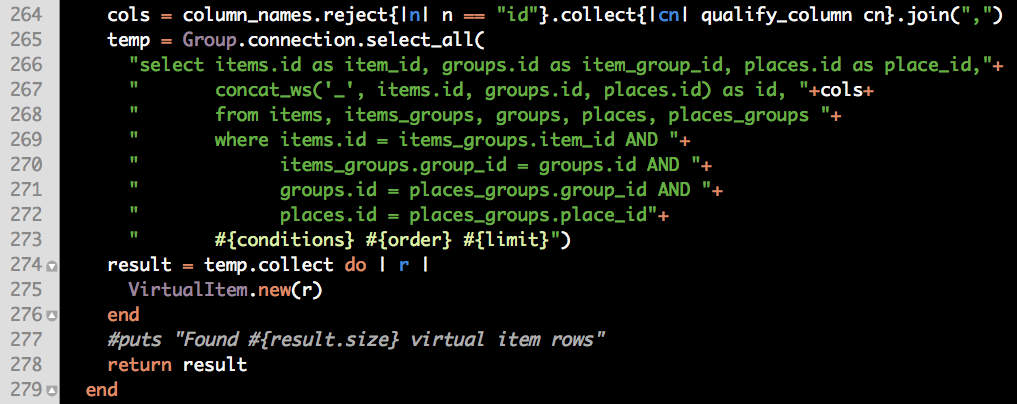 264 cols = column_names.reject{|n| n == "id"}.collect{|cn| qualify_column cn}.join(",")
265 temp = Group.connection.select_all(
266 "select items.id as item_id, groups.id as item_group_id, places.id as place_id,"+
267 " concat_ws('_', items.id, groups.id, places.id) as id, "+cols+
268 " from items, items_groups, groups, places, places_groups "+
269 " where items.id = items_groups.item_id AND "+
270 " items_groups.group_id = groups.id AND "+
271 " groups.id = places_groups.group_id AND "+
272 " places.id = places_groups.place_id"+
273 " #{conditions} #{order} #{limit}")
274 result = temp.collect do | r |
275 VirtualItem.new(r)
276 end
277 #puts "Found #{result.size} virtual item rows"
278 return result
279 end